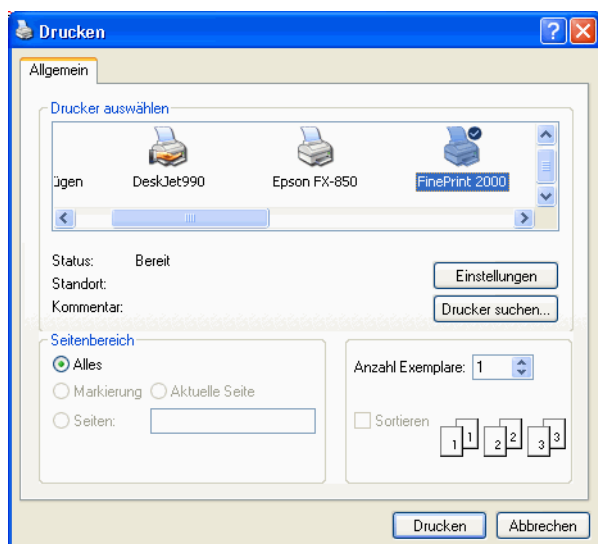 Drucken
Allgemein
Drucker auswählen
ügen DeskJet990 Epson FX-850 FinePrint 2000
Status: Bereit
Einstellungen
Standort:
Kommentar:
Drucker suchen...
Seitenbereich
Alles
Anzahl Exemplare: 1
Markierung Aktuelle Seite
Seiten:
Sortieren
1 1 2 2 3 3
Drucken Abbrechen